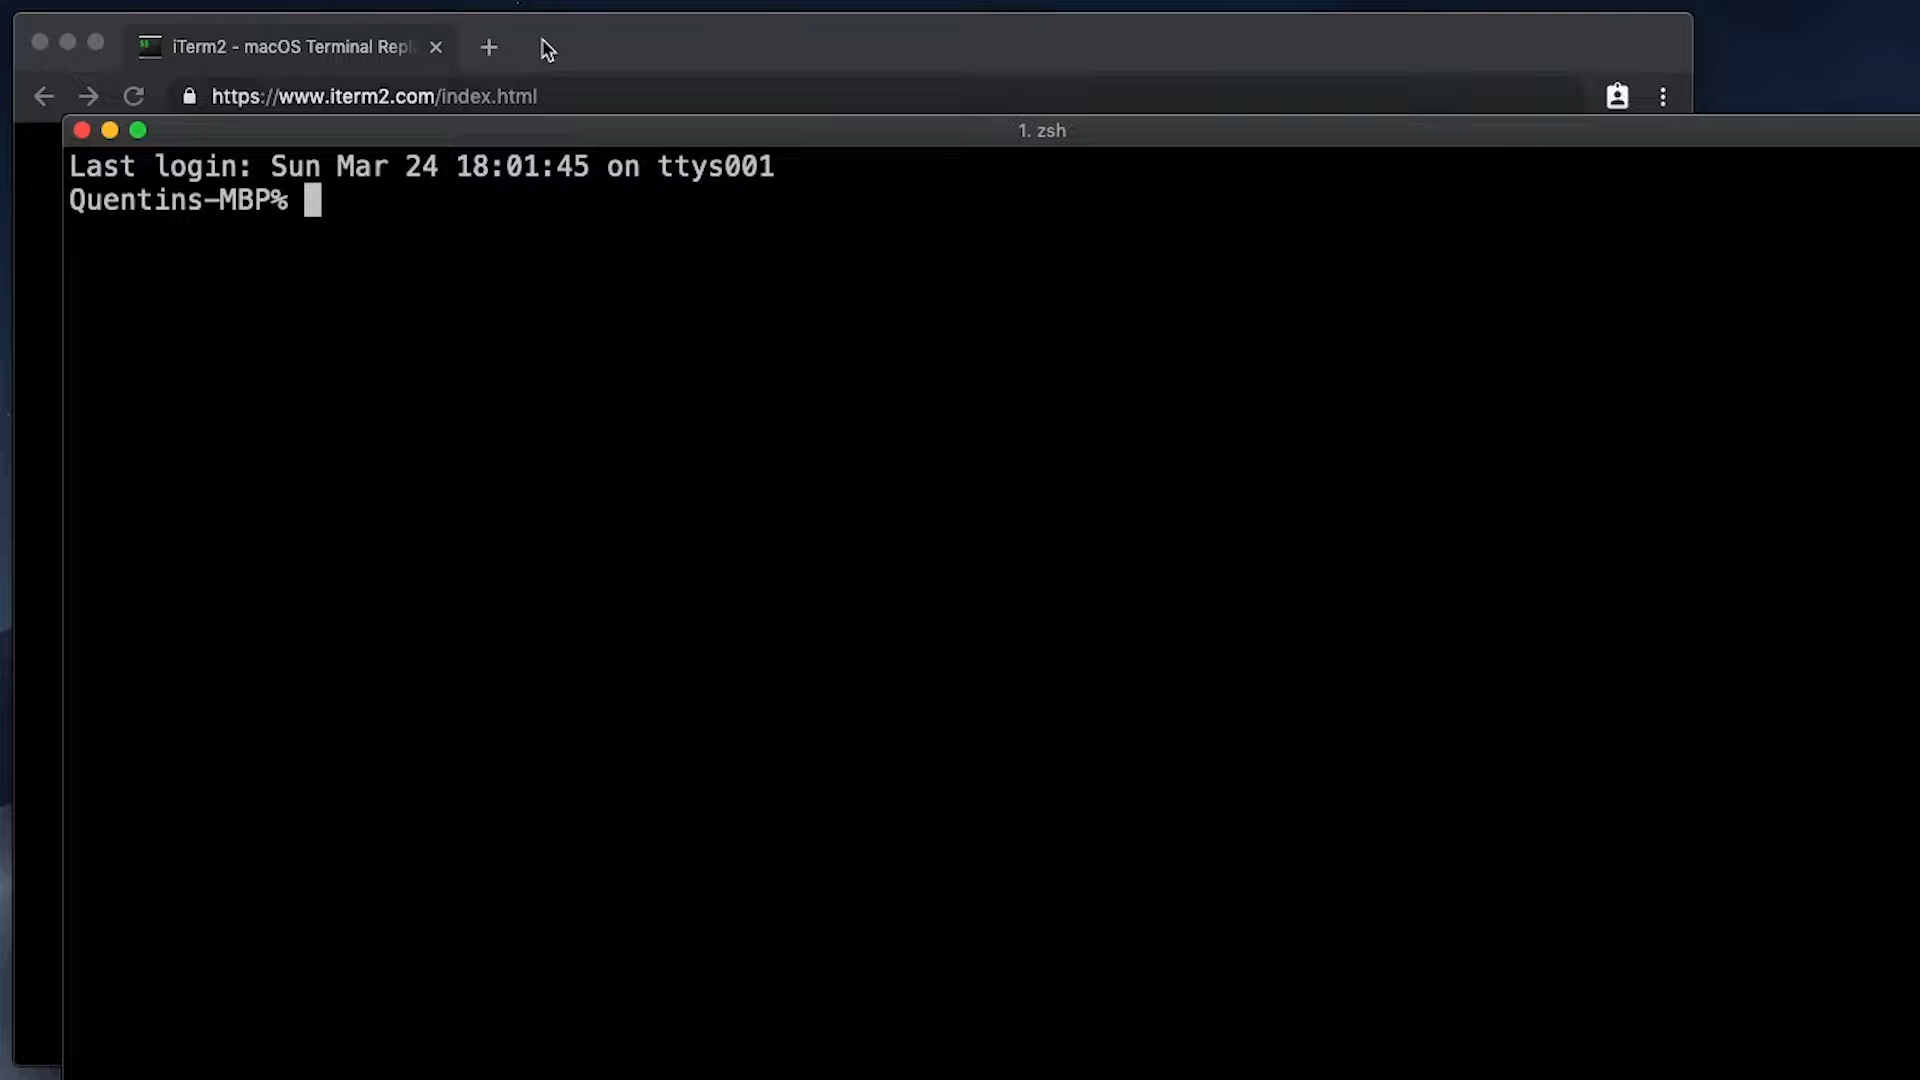 iTerm2 - macOS Terminal Repl
https://www.iterm2.com/index.html
1. zsh
Last login: Sun Mar 24 18:01:45 on ttys001
Quentins-MBP%